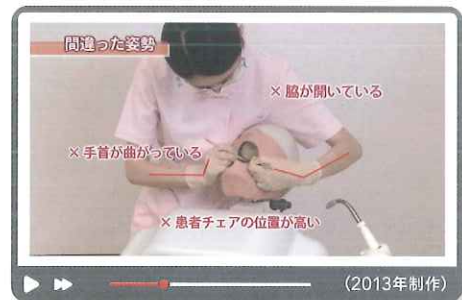 間違った姿勢
× 脇が開いている
× 手首が曲がっている
× 患者チェアの位置が高い
(2013年制作)